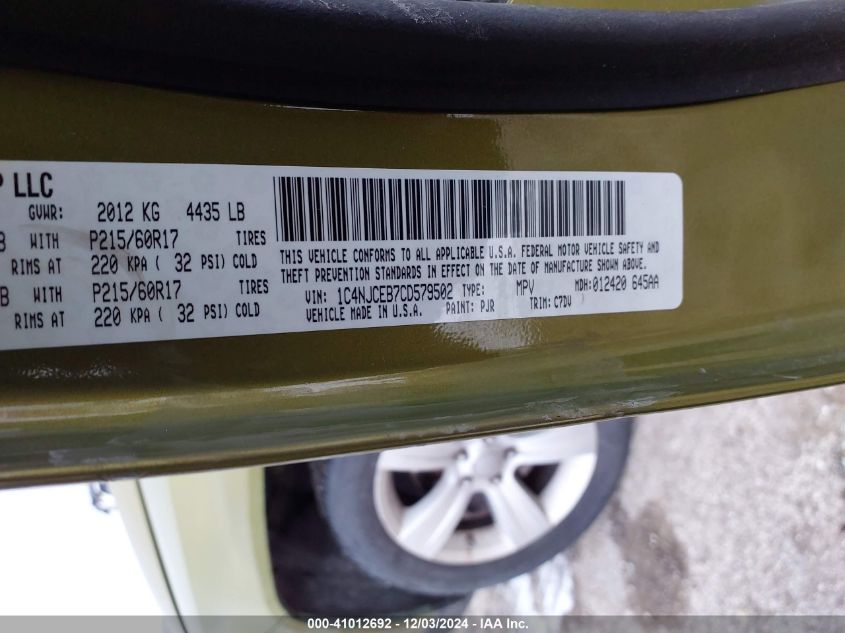 P LLC
GVWR: 2012 KG 4435 LB
B WITH P215/60R17 TIRES
RIMS AT 220 KPA ( 32 PSI) COLD
B WITH P215/60R17 TIRES
RIMS AT 220 KPA ( 32 PSI) COLD
THIS VEHICLE CONFORMS TO ALL APPLICABLE U.S.A. FEDERAL MOTOR VEHICLE SAFETY AND
THEFT PREVENTION STANDARDS IN EFFECT ON THE DATE OF MANUFACTURE SHOWN ABOVE.
VIN: 1C4NJCEB7CD579502 TYPE: MPV MDH:012420 645AA
VEHICLE MADE IN U.S.A. PAINT: PJR TRIM: C7DV
000-41012692 - 12/03/2024 - IAA Inc.